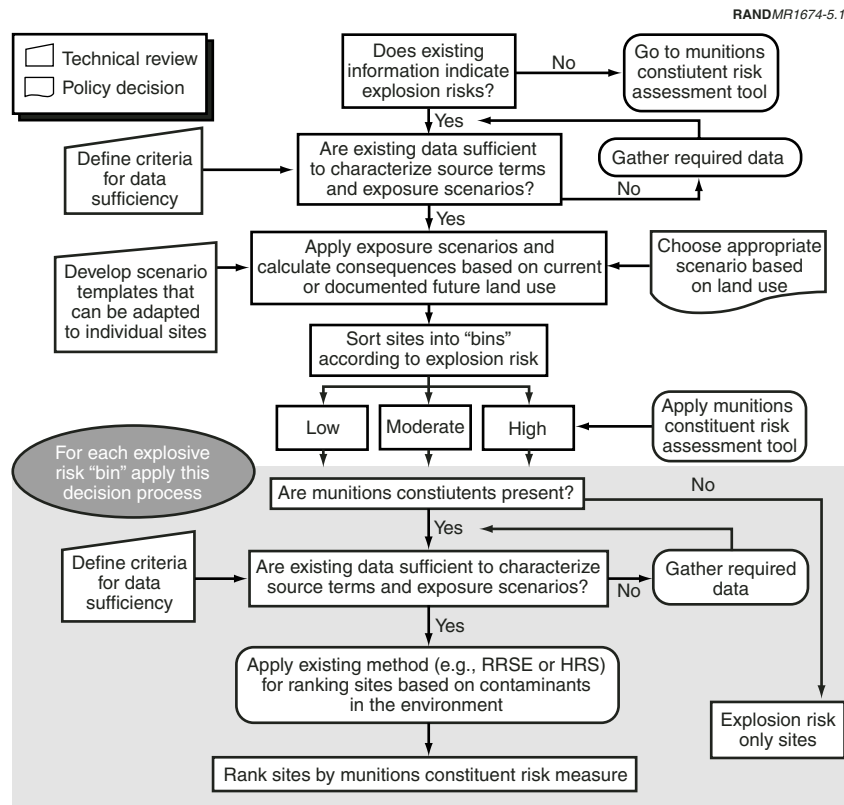 RANDMR1674-5.1
Technical review
Policy decision
Does existing
information indicate
explosion risks?
No
Go to munitions
constiutent risk
assessment tool
Yes
Define criteria
for data
sufficiency
Are existing data sufficient
to characterize source terms
and exposure scenarios?
Gather required data
No
Yes
Develop scenario
templates that
can be adapted
to individual sites
Apply exposure scenarios and
calculate consequences based on current
or documented future land use
Choose appropriate
scenario based
on land use
Sort sites into “bins”
according to explosion risk
Low
Moderate
High
Apply munitions
constituent risk
assessment tool
For each explosive
risk “bin” apply this
decision process
Are munitions constiutents present?
No
Yes
Define criteria
for data
sufficiency
Are existing data sufficient to characterize
source terms and exposure scenarios?
No
Gather required
data
Yes
Apply existing method (e.g., RRSE or HRS)
for ranking sites based on contaminants
in the environment
Explosion risk
only sites
Rank sites by munitions constituent risk measure